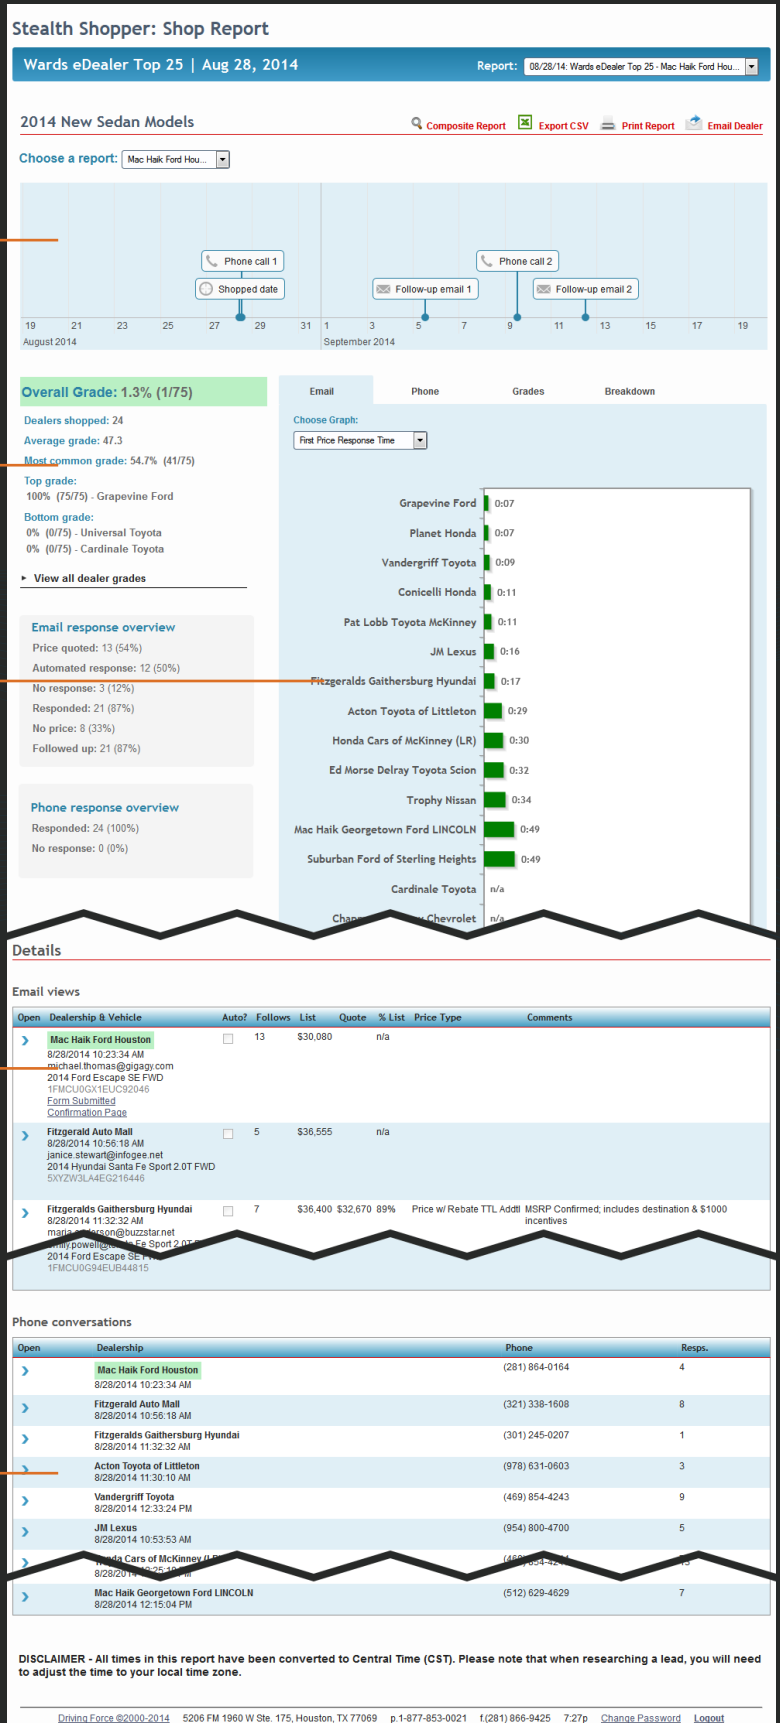 Stealth Shopper: Shop Report
Wards eDealer Top 25 | Aug 28, 2014 Report: 08/28/14: Wards eDealer Top 25 - Mac Haik Ford Hou...
2014 New Sedan Models Composite Report Export CSV Print Report Email Dealer
Choose a report: Mac Haik Ford Hou...
Phone call 1 Phone call 2
Shopped date Follow-up email 1 Follow-up email 2
19 21 23 25 27 29 31 1 3 5 7 9 11 13 15 17 19
August 2014 September 2014
Overall Grade: 1.3% (1/75)
Dealers shopped: 24
Average grade: 47.3
Most common grade: 54.7% (41/75)
Top grade:
100% (75/75) - Grapevine Ford
Bottom grade:
0% (0/75) - Universal Toyota
0% (0/75) - Cardinale Toyota
View all dealer grades
Email response overview
Price quoted: 13 (54%)
Automated response: 12 (50%)
No response: 3 (12%)
Responded: 21 (87%)
No price: 8 (33%)
Followed up: 21 (87%)
Phone response overview
Responded: 24 (100%)
No response: 0 (0%)
Email Phone Grades Breakdown
Choose Graph:
First Price Response Time
Grapevine Ford 0:07
Planet Honda 0:07
Vandergriff Toyota 0:09
Conicelli Honda 0:11
Pat Lobb Toyota McKinney 0:11
JM Lexus 0:16
Fitzgeralds Gaithersburg Hyundai 0:17
Acton Toyota of Littleton 0:29
Honda Cars of McKinney (LR) 0:30
Ed Morse Delray Toyota Scion 0:32
Trophy Nissan 0:34
Mac Haik Georgetown Ford LINCOLN 0:49
Suburban Ford of Sterling Heights 0:49
Cardinale Toyota n/a
Chevrolet n/a
Details
Email views
Open Dealership & Vehicle Auto? Follows List Quote % List Price Type Comments
Mac Haik Ford Houston 13 $30,080 n/a
8/28/2014 10:23:34 AM
michael.thomas@gigagy.com
2014 Ford Escape SE FWD
1FMCU0GX1EUC92046
Form Submitted
Confirmation Page
Fitzgerald Auto Mall 5 $36,555 n/a
8/28/2014 10:56:18 AM
janice.stewart@infogee.net
2014 Hyundai Santa Fe Sport 2.0T FWD
5XYZW3LA4EG216446
Fitzgeralds Gaithersburg Hyundai 7 $36,400 $32,670 89% Price w/ Rebate TTL Addtl MSRP Confirmed; includes destination & $1000
8/28/2014 11:32:32 AM incentives
Fe Sport 2.0T
2014 Ford Escape SE
1FMCU0G94EUB44815
Phone conversations
Open Dealership Phone Resps.
Mac Haik Ford Houston (281) 864-0164 4
8/28/2014 10:23:34 AM
Fitzgerald Auto Mall (321) 338-1608 8
8/28/2014 10:56:18 AM
Fitzgeralds Gaithersburg Hyundai (301) 245-0207 1
8/28/2014 11:32:32 AM
Acton Toyota of Littleton (978) 631-0603 3
8/28/2014 11:30:10 AM
Vandergriff Toyota (469) 854-4243 9
8/28/2014 12:33:24 PM
JM Lexus (954) 800-4700 5
8/28/2014 10:53:53 AM
Cars of McKinney
8/28/2014
Mac Haik Georgetown Ford LINCOLN (512) 629-4629 7
8/28/2014 12:15:04 PM
DISCLAIMER - All times in this report have been converted to Central Time (CST). Please note that when researching a lead, you will need
to adjust the time to your local time zone.
Driving Force ©2000-2014 5206 FM 1960 W Ste. 175, Houston, TX 77069 p.1-877-853-0021 f.(281) 866-9425 7:27p Change Password Logout